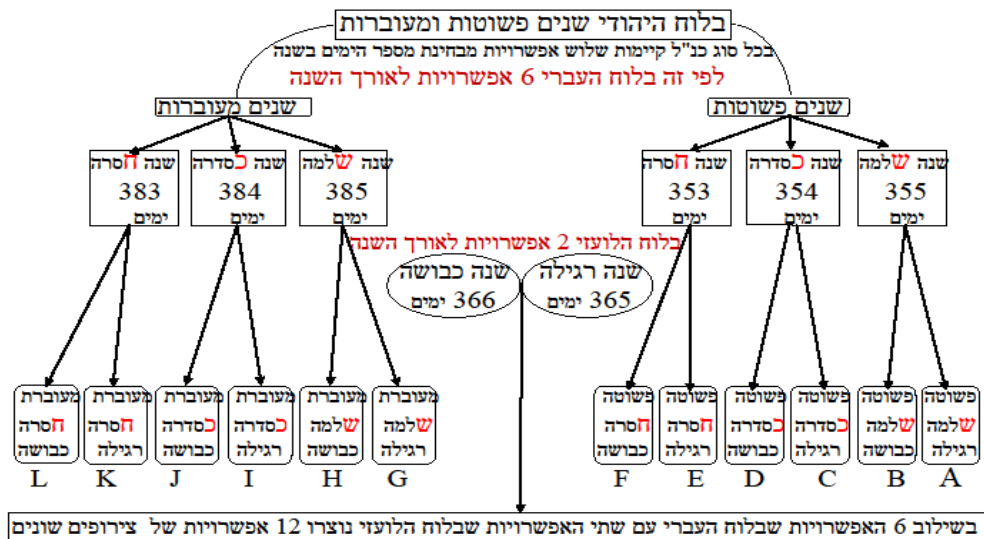 בלוח היהודי שנים פשוטות ומעוברות
בכל סוג כנ"ל קיימות שלוש אפשרויות מבחינת מספר הימים בשנה
לפי זה בלוח העברי 6 אפשרויות לאורך השנה
שנים פשוטות
שנים מעוברות
שנה שלמה
355
ימים
שנה כסדרה
354
ימים
שנה חסרה
353
ימים
שנה שלמה
385
ימים
שנה כסדרה
384
ימים
שנה חסרה
383
ימים
בלוח הלועזי 2 אפשרויות לאורך השנה
שנה רגילה
365 ימים
שנה כבושה
366 ימים
פשוטה
שלמה
רגילה
A
פשוטה
שלמה
כבושה
B
פשוטה
כסדרה
רגילה
C
פשוטה
כסדרה
כבושה
D
פשוטה
חסרה
רגילה
E
פשוטה
חסרה
כבושה
F
מעוברת
שלמה
רגילה
G
מעוברת
שלמה
כבושה
H
מעוברת
כסדרה
רגילה
I
מעוברת
כסדרה
כבושה
J
מעוברת
חסרה
רגילה
K
מעוברת
חסרה
כבושה
L
בשילוב 6 האפשרויות שבלוח העברי עם שתי האפשרויות שבלוח הלועזי נוצרו 12 אפשרויות של צירופים שונים